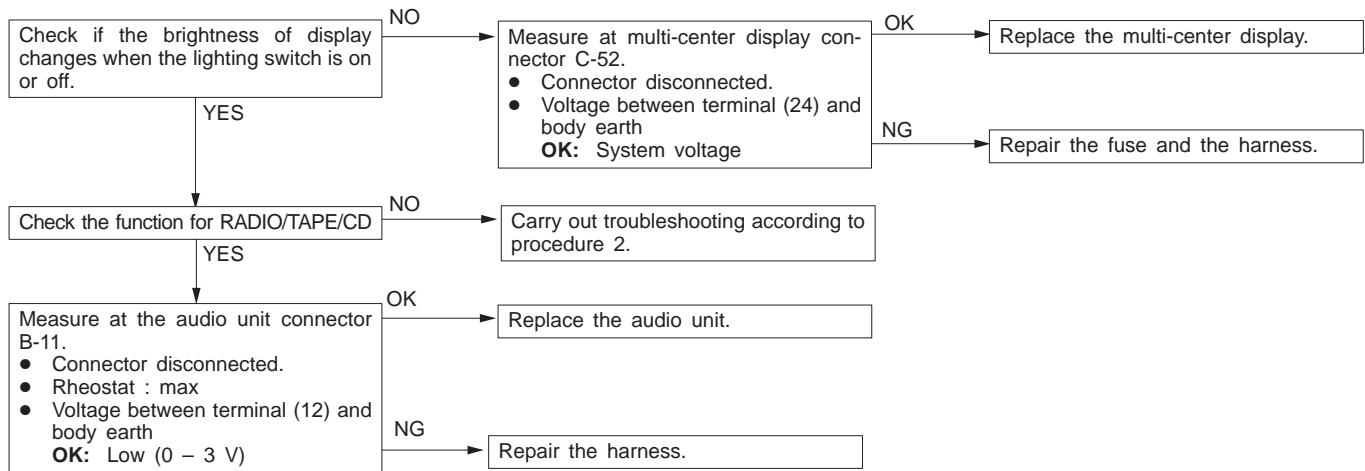 Check if the brightness of display
changes when the lighting switch is on
or off.
NO
Measure at multi-center display con-
nector C-52.
● Connector disconnected.
● Voltage between terminal (24) and
body earth
OK: System voltage
OK
Replace the multi-center display.
NG
Repair the fuse and the harness.
YES
Check the function for RADIO/TAPE/CD
NO
Carry out troubleshooting according to
procedure 2.
YES
Measure at the audio unit connector
B-11.
● Connector disconnected.
● Rheostat : max
● Voltage between terminal (12) and
body earth
OK: Low (0 – 3 V)
OK
Replace the audio unit.
NG
Repair the harness.